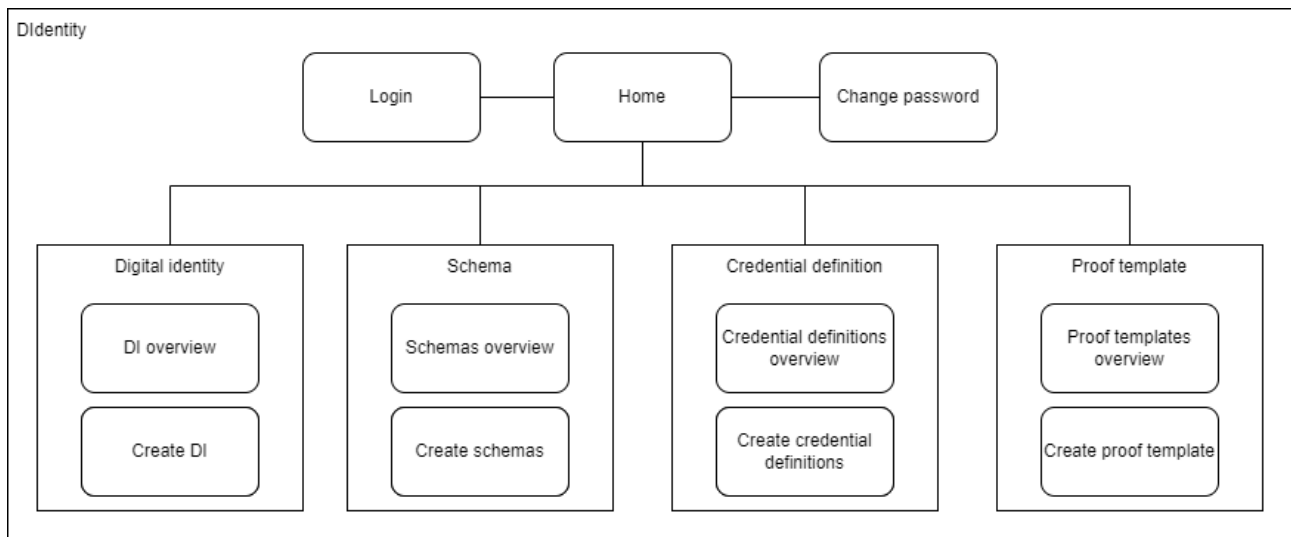 DIdentity
Login
Home
Change password
Digital identity
Schema
Credential definition
Proof template
DI overview
Schemas overview
Credential definitions
overview
Proof templates
overview
Create DI
Create schemas
Create credential
definitions
Create proof template